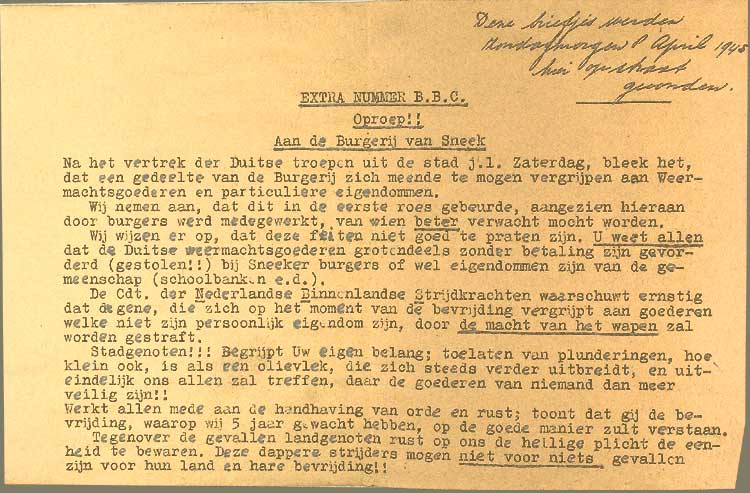 Deze briefjes werden
Zondagmorgen 8 April 1945
hier op straat
gevonden.
EXTRA NUMMER B.B.C.
Oproep!!
Aan de Burgerij van Sneek
Na het vertrek der Duitse troepen uit de stad j.l. Zaterdag, bleek het,
dat een gedeelte van de Burgerij zich meende te mogen vergrijpen aan Weer-
machtsgoederen en particuliere eigendommen.
Wij nemen aan, dat dit in de eerste roes gebeurde, aangezien hieraan
door burgers werd medegewerkt, van wien beter verwacht mocht worden.
Wij wijzen er op, dat deze feiten niet goed te praten zijn. U weet allen
dat de Duitse weermachtsgoederen grotendeels zonder betaling zijn gevor-
derd (gestolen!!) bij Sneeker burgers of wel eigendommen zijn van de ge-
meenschap (schoolbanken e.d.).
De Cdt. der Nederlandse Binnenlandse Strijdkrachten waarschuwt ernstig
dat degene, die zich op het moment van de bevrijding vergrijpt aan goederen
welke niet zijn persoonlijk eigendom zijn, door de macht van het wapen zal
worden gestraft.
Stadgenoten!!! Begrijpt Uw eigen belang; toelaten van plunderingen, hoe
klein ook, is als een olievlek, die zich steeds verder uitbreidt, en uit-
eindelijk ons allen zal treffen, daar de goederen van niemand dan meer
veilig zijn!!
Werkt allen mede aan de handhaving van orde en rust; toont dat gij de be-
vrijding, waarop wij 5 jaar gewacht hebben, op de goede manier zult verstaan.
Tegenover de gevallen landgenoten rust op ons de heilige plicht de een-
heid te bewaren. Deze dappere strijders mogen niet voor niets gevallen
zijn voor hun land en hare bevrijding!!